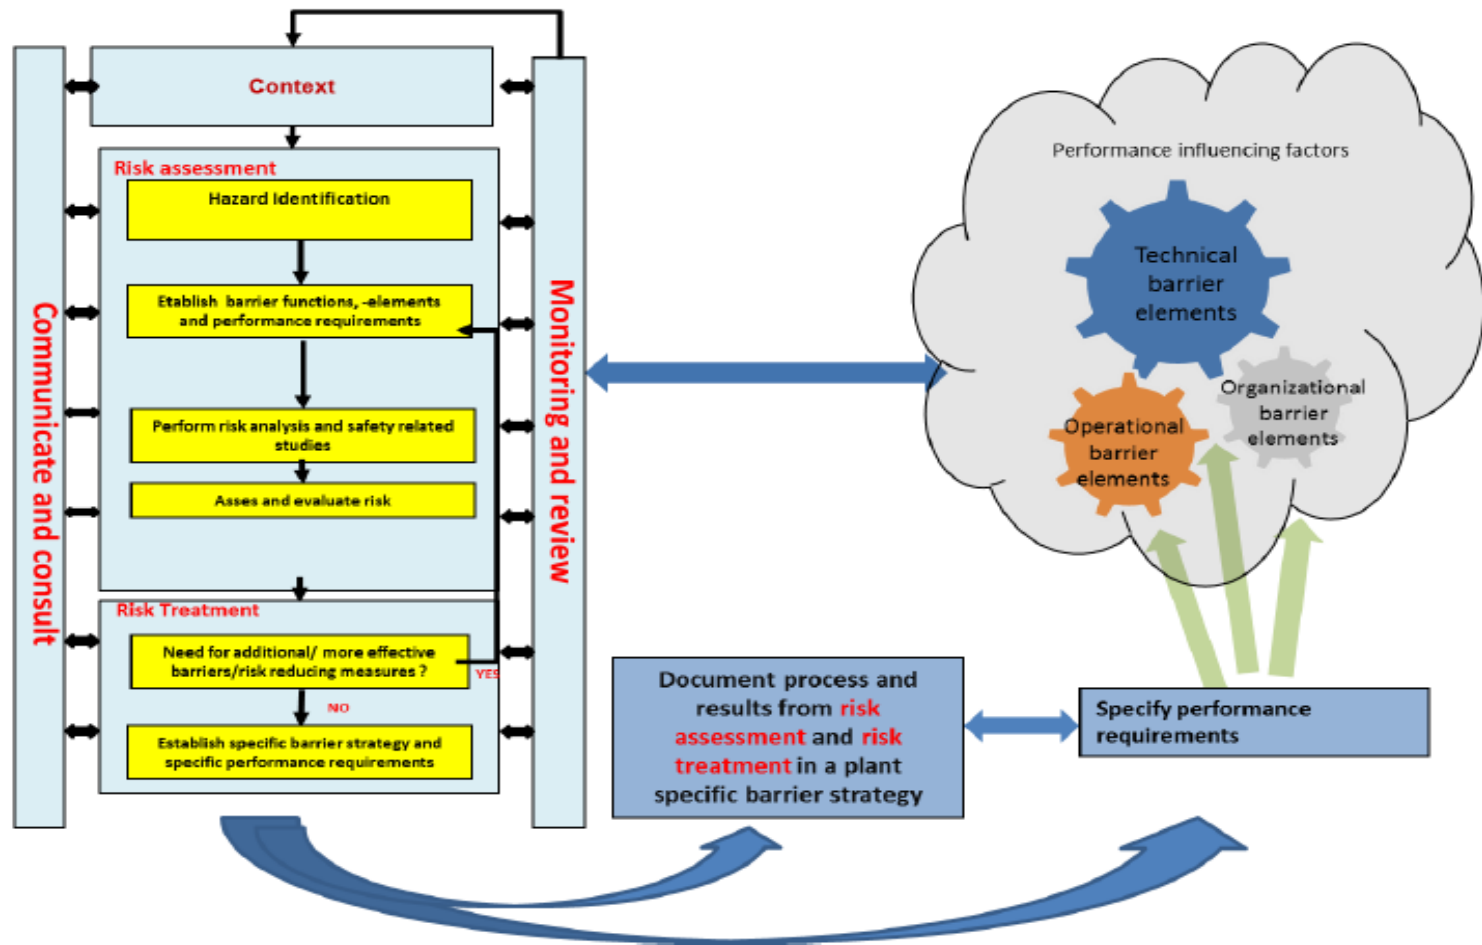 Context
Risk assessment
Hazard Identification
Etablish barrier functions, -elements
and performance requirements
Perform risk analysis and safety related
studies
Asses and evaluate risk
Risk Treatment
Need for additional/ more effective
barriers/risk reducing measures ?
YES
NO
Establish specific barrier strategy and
specific performance requirements
Communicate and consult
Monitoring and review
Performance influencing factors
Technical
barrier
elements
Organizational
barrier
elements
Operational
barrier
elements
Document process and
results from risk
assessment and risk
treatment in a plant
specific barrier strategy
Specify performance
requirements